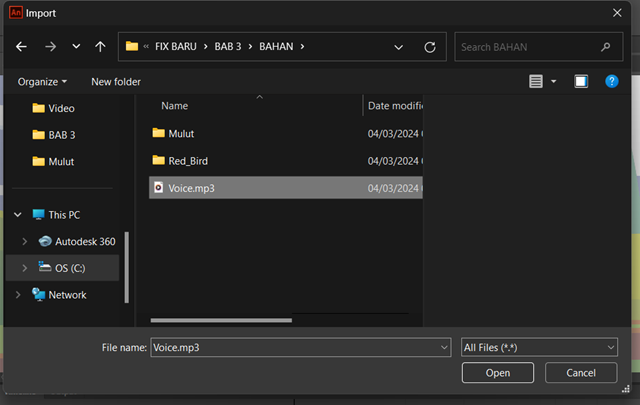 An Import
FIX BARU BAB 3 BAHAN
Search BAHAN
Organize New folder
Name Date modific
Video
BAB 3
Mulut
This PC
Autodesk 360
OS (C:)
Network
Mulut 04/03/2024
Red_Bird 04/03/2024
Voice.mp3 04/03/2024
File name: Voice.mp3 All Files (*.*)
Open Cancel